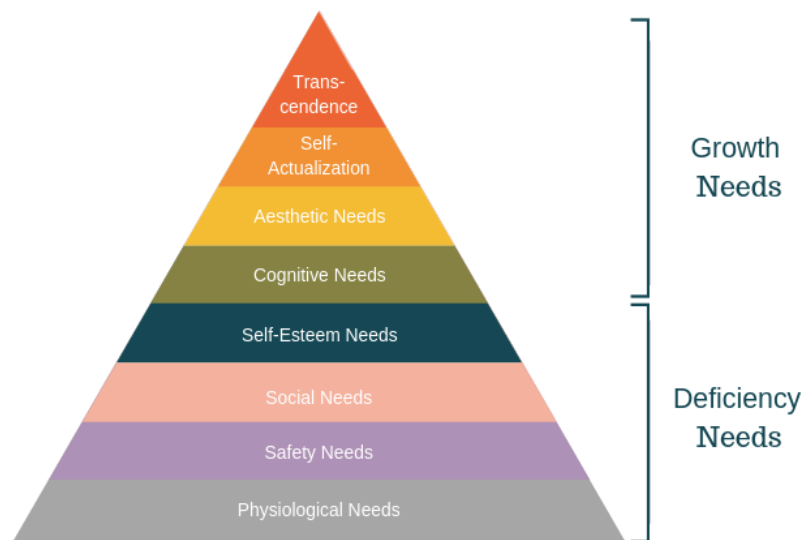 Trans-
cendence
Self-
Actualization
Aesthetic Needs
Cognitive Needs
Self-Esteem Needs
Social Needs
Safety Needs
Physiological Needs
Growth
Needs
Deficiency
Needs